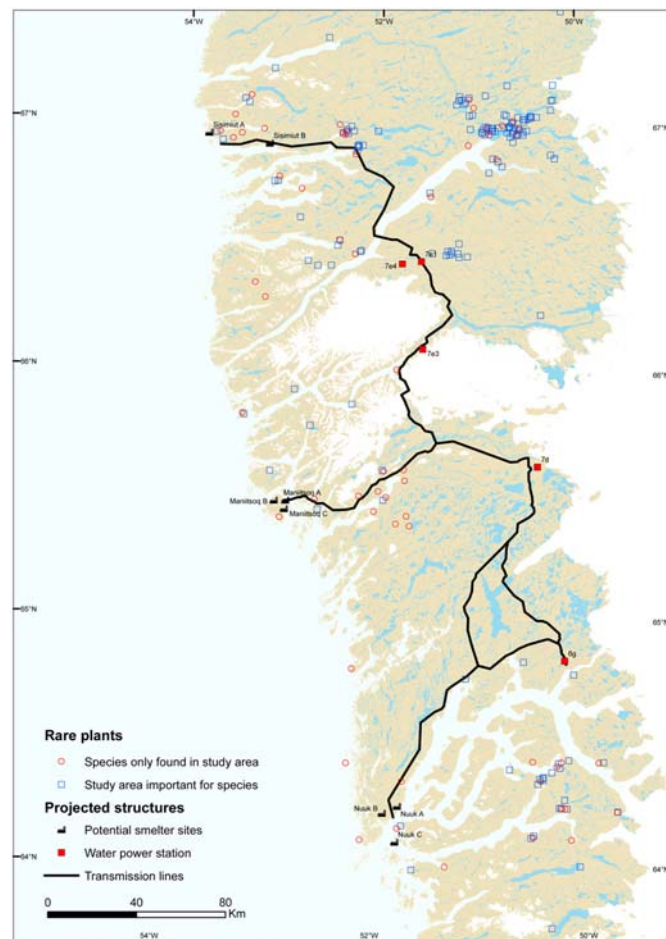 54°W 52°W 50°W
67°N 67°N
Sisimiut A
Sisimiut B
7e1
7e4
7e3
66°N 66°N
7d
Maniitsoq A
Maniitsoq B
Maniitsoq C
65°N 65°N
6g
Rare plants
Species only found in study area
Study area important for species
Projected structures
Potential smelter sites
Water power station
Transmission lines
0 40 80
Km
Nuuk B
Nuuk A
Nuuk C
64°N 64°N
54°W 52°W 50°W